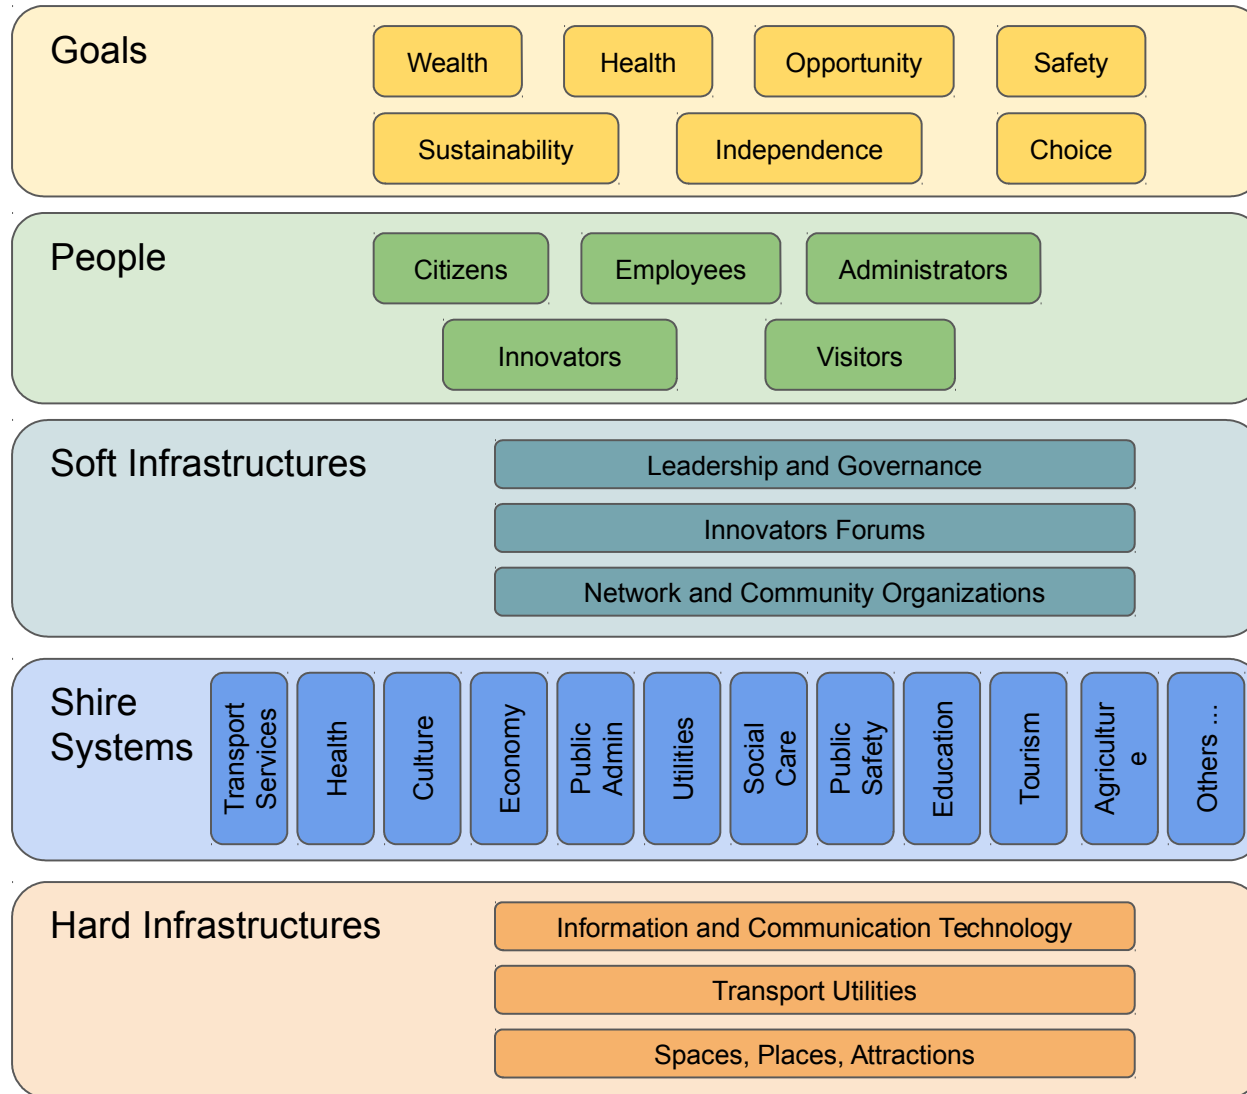 Goals
Wealth
Health
Opportunity
Safety
Sustainability
Independence
Choice
People
Citizens
Employees
Administrators
Innovators
Visitors
Soft Infrastructures
Leadership and Governance
Innovators Forums
Network and Community Organizations
Shire
Systems
Transport
Services
Health
Culture
Economy
Public
Admin
Utilities
Social
Care
Public
Safety
Education
Tourism
Agricultur
e
Others ...
Hard Infrastructures
Information and Communication Technology
Transport Utilities
Spaces, Places, Attractions